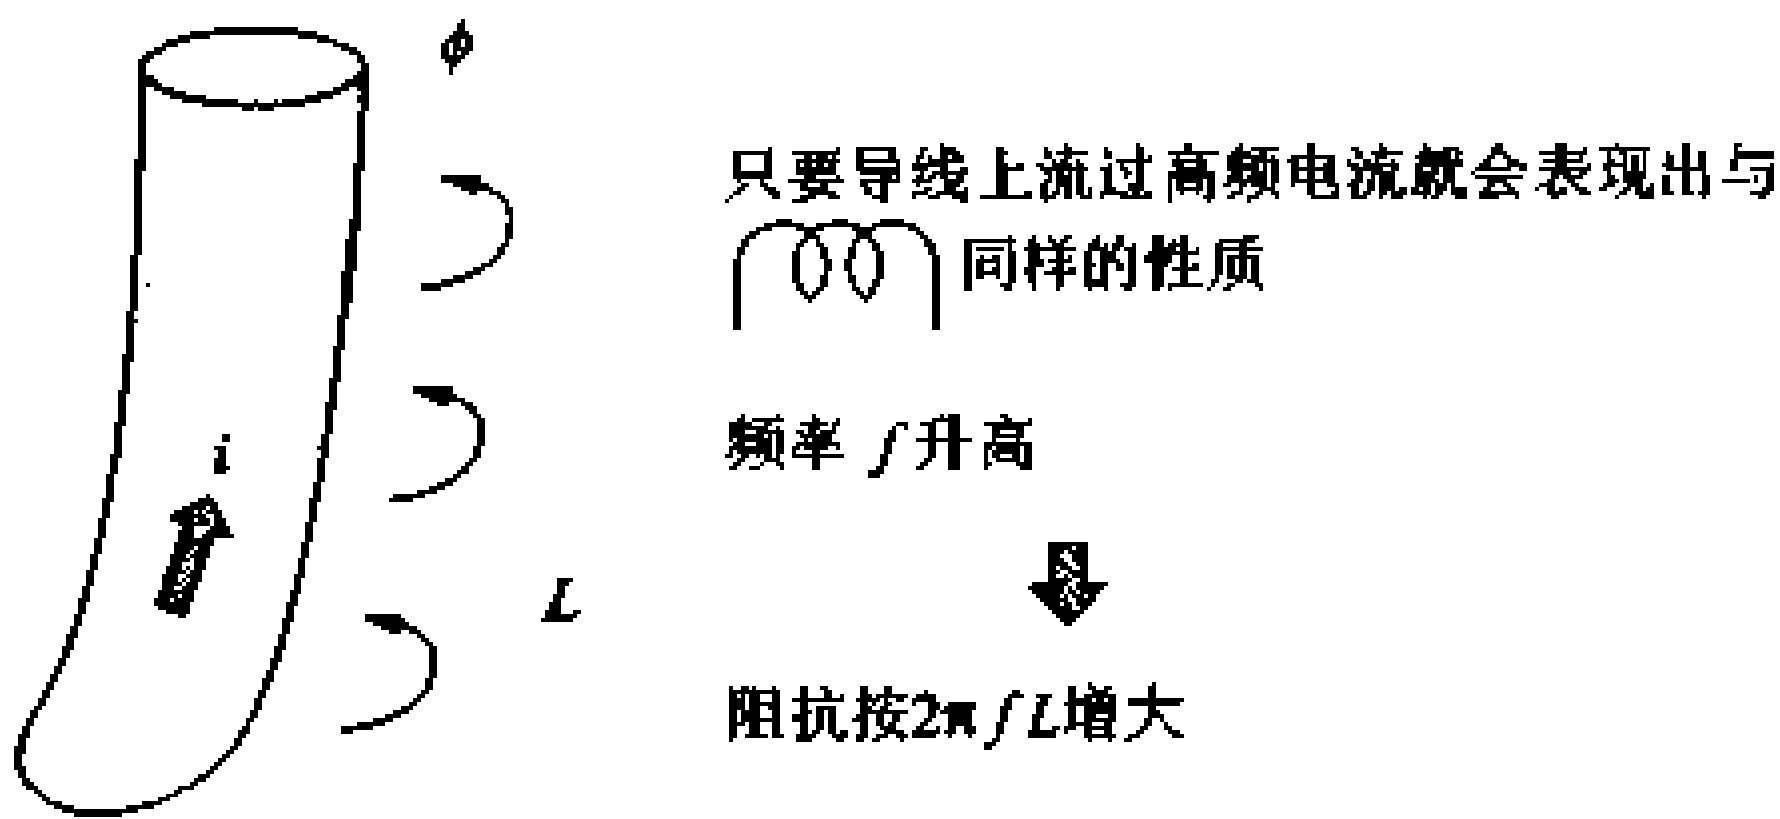 ϕ
只要导线上流过高频电流就会表现出与
同样的性质
频率 f升高
i
L
阻抗按2πfL增大